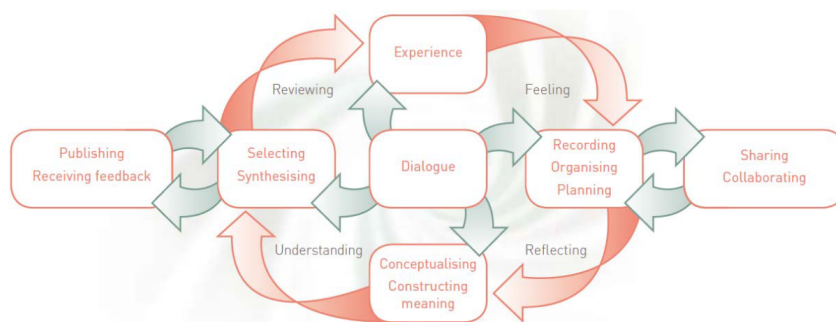 Experience
Reviewing
Feeling
Publishing
Receiving feedback
Selecting
Synthesising
Dialogue
Recording
Organising
Planning
Sharing
Collaborating
Understanding
Reflecting
Conceptualising
Constructing
meaning